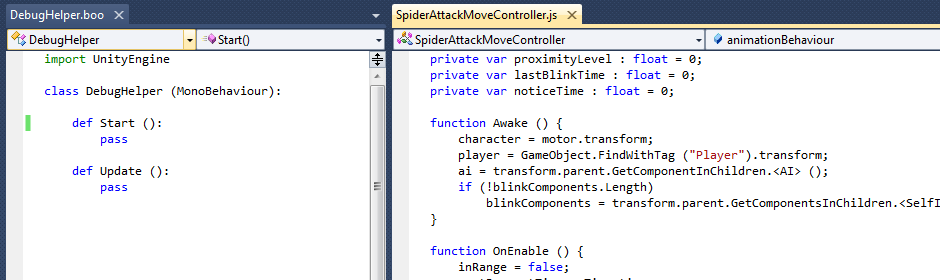 DebugHelper.boo
DebugHelper
Start()
import UnityEngine
class DebugHelper (MonoBehaviour):
def Start ():
pass
def Update ():
pass
SpiderAttackMoveController.js
SpiderAttackMoveController
animationBehaviour
private var proximityLevel : float = 0;
private var lastBlinkTime : float = 0;
private var noticeTime : float = 0;
function Awake () {
character = motor.transform;
player = GameObject.FindWithTag ("Player").transform;
ai = transform.parent.GetComponentInChildren.<AI> ();
if (!blinkComponents.Length)
blinkComponents = transform.parent.GetComponentsInChildren.<SelfI
}
function OnEnable () {
inRange = false;